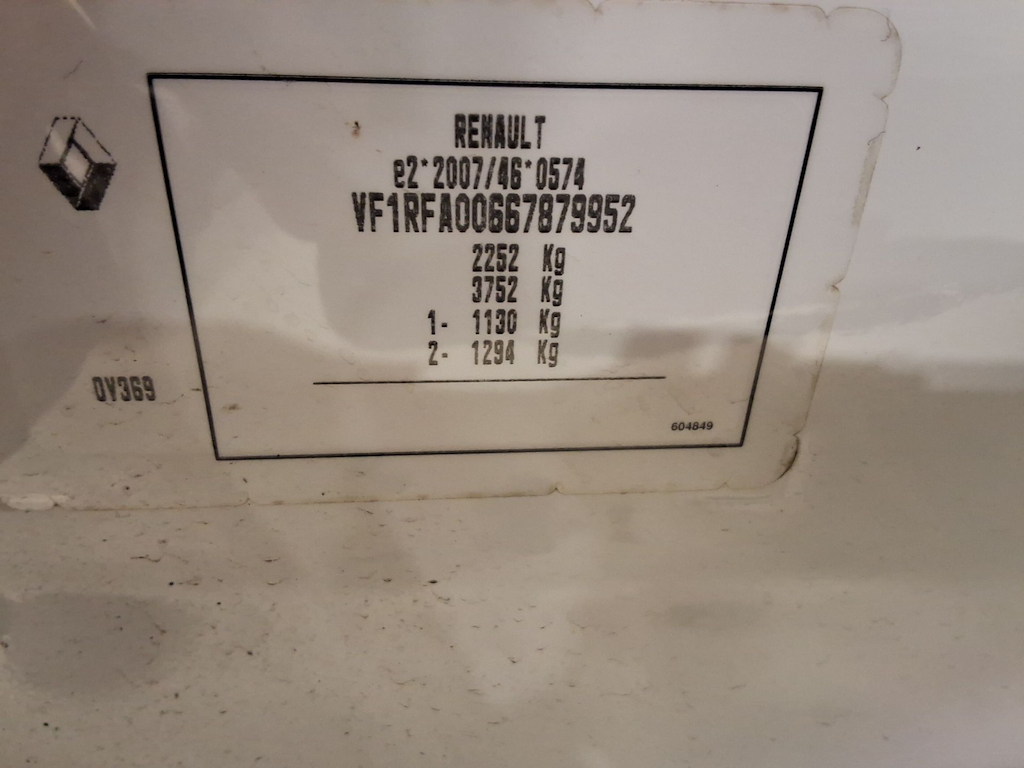 RENAULT
e2*2007/46*0574
VF1RFA00667879952
2252 Kg
3752 Kg
1- 1130 Kg
2- 1294 Kg
0V369
604849